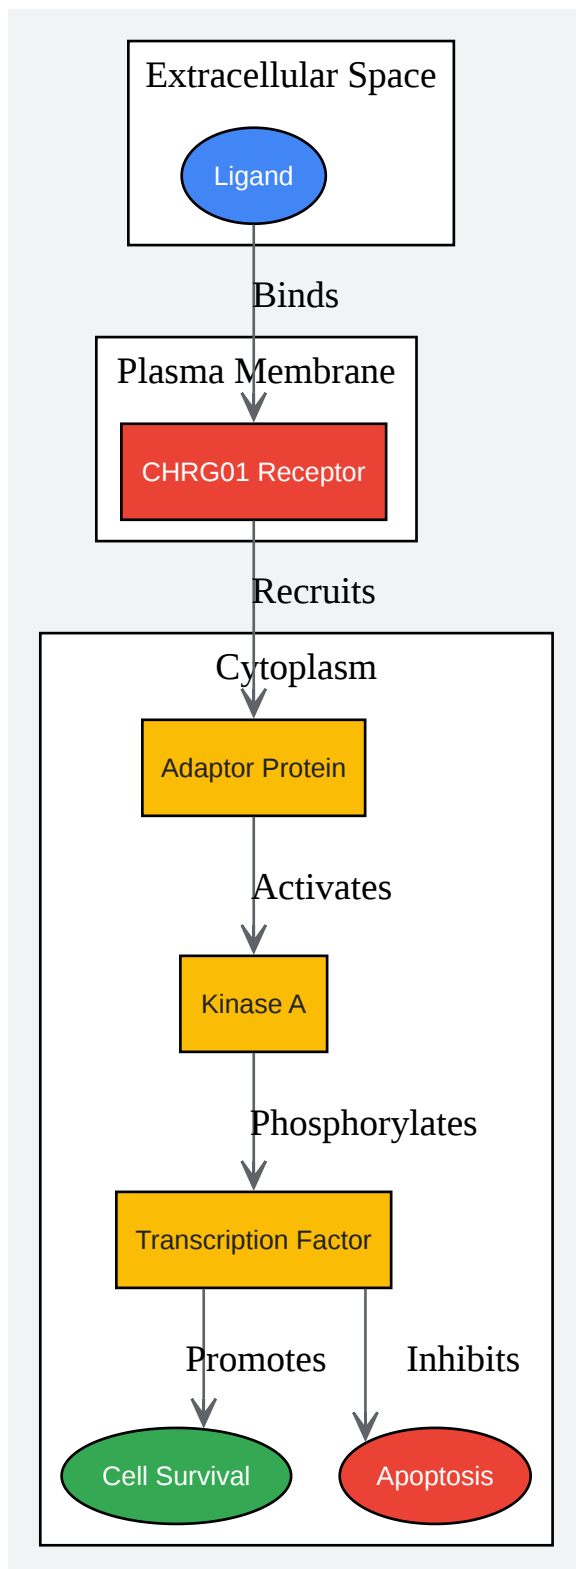 Extracellular Space
Ligand
Binds
Plasma Membrane
CHRG01 Receptor
Recruits
Cytoplasm
Adaptor Protein
Activates
Kinase A
Phosphorylates
Transcription Factor
Promotes
Inhibits
Cell Survival
Apoptosis